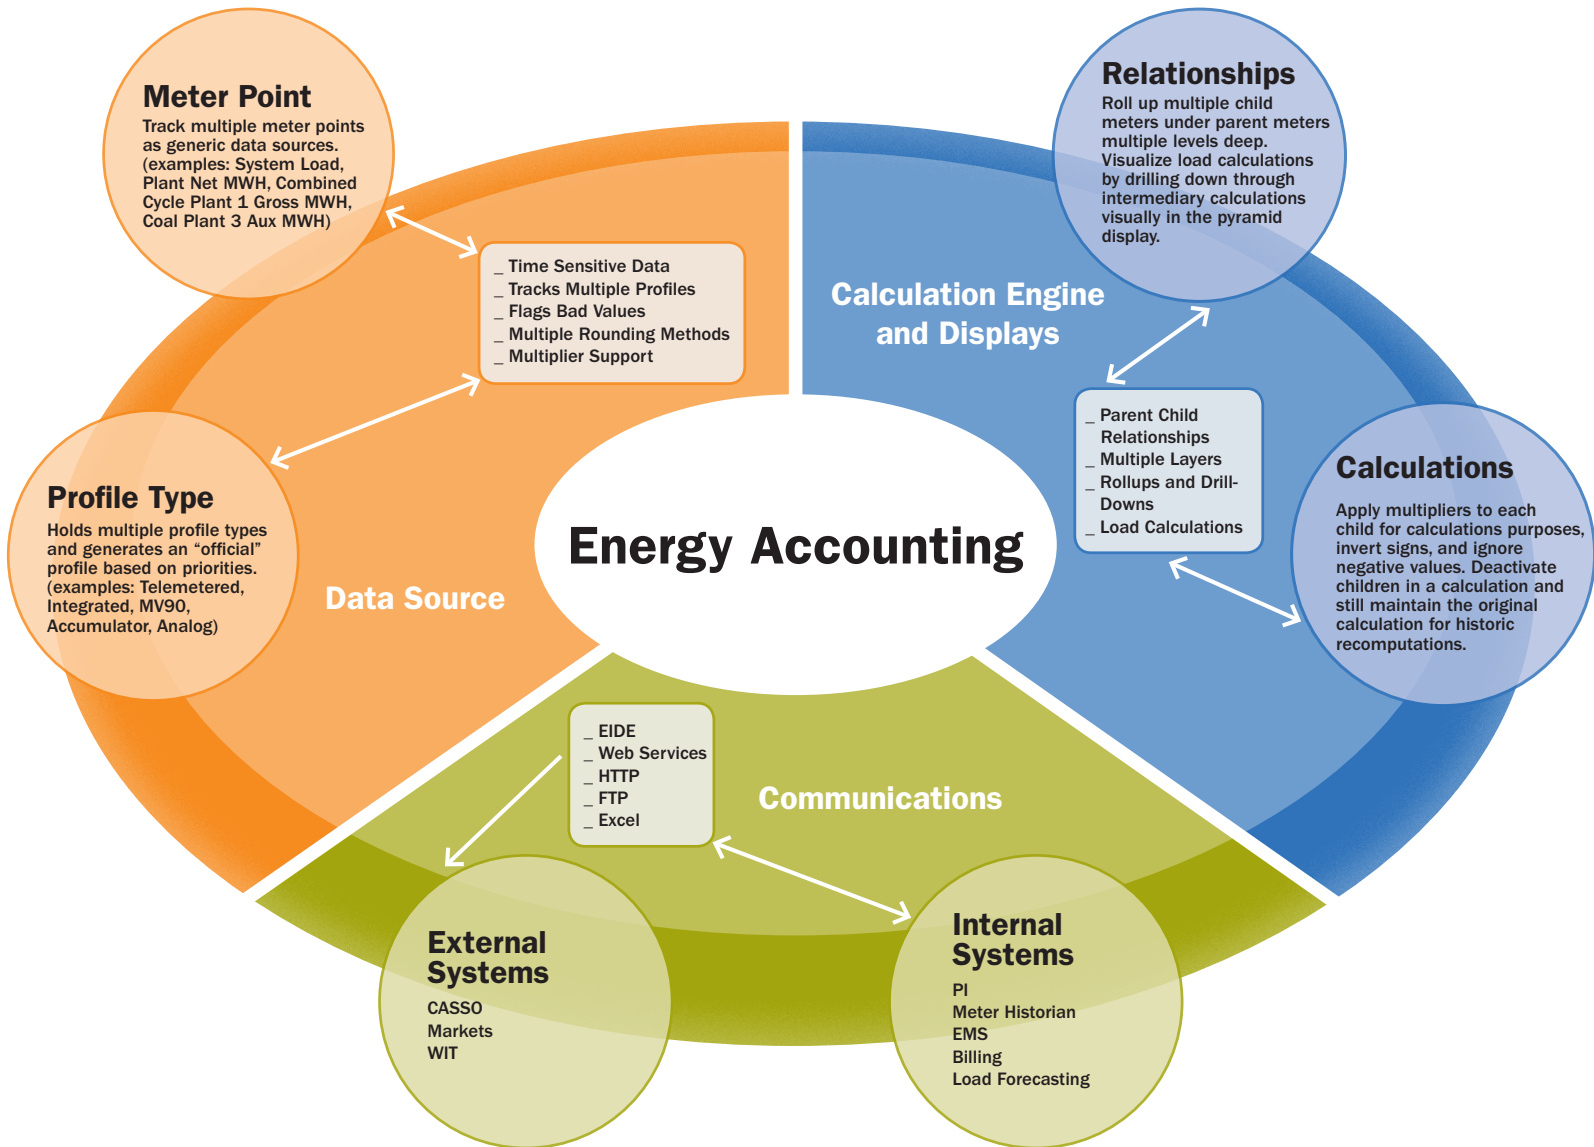 Meter Point
Track multiple meter points
as generic data sources.
(examples: System Load,
Plant Net MWH, Combined
Cycle Plant 1 Gross MWH,
Coal Plant 3 Aux MWH)
_ Time Sensitive Data
_ Tracks Multiple Profiles
_ Flags Bad Values
_ Multiple Rounding Methods
_ Multiplier Support
Profile Type
Holds multiple profile types
and generates an “official”
profile based on priorities.
(examples: Telemetered,
Integrated, MV90,
Accumulator, Analog)
Data Source
Energy Accounting
Calculation Engine
and Displays
Relationships
Roll up multiple child
meters under parent meters
multiple levels deep.
Visualize load calculations
by drilling down through
intermediary calculations
visually in the pyramid
display.
_ Parent Child
Relationships
_ Multiple Layers
_ Rollups and Drill-
Downs
_ Load Calculations
Calculations
Apply multipliers to each
child for calculations purposes,
invert signs, and ignore
negative values. Deactivate
children in a calculation and
still maintain the original
calculation for historic
recomputations.
_ EIDE
_ Web Services
_ HTTP
_ FTP
_ Excel
Communications
External
Systems
CASSO
Markets
WIT
Internal
Systems
PI
Meter Historian
EMS
Billing
Load Forecasting